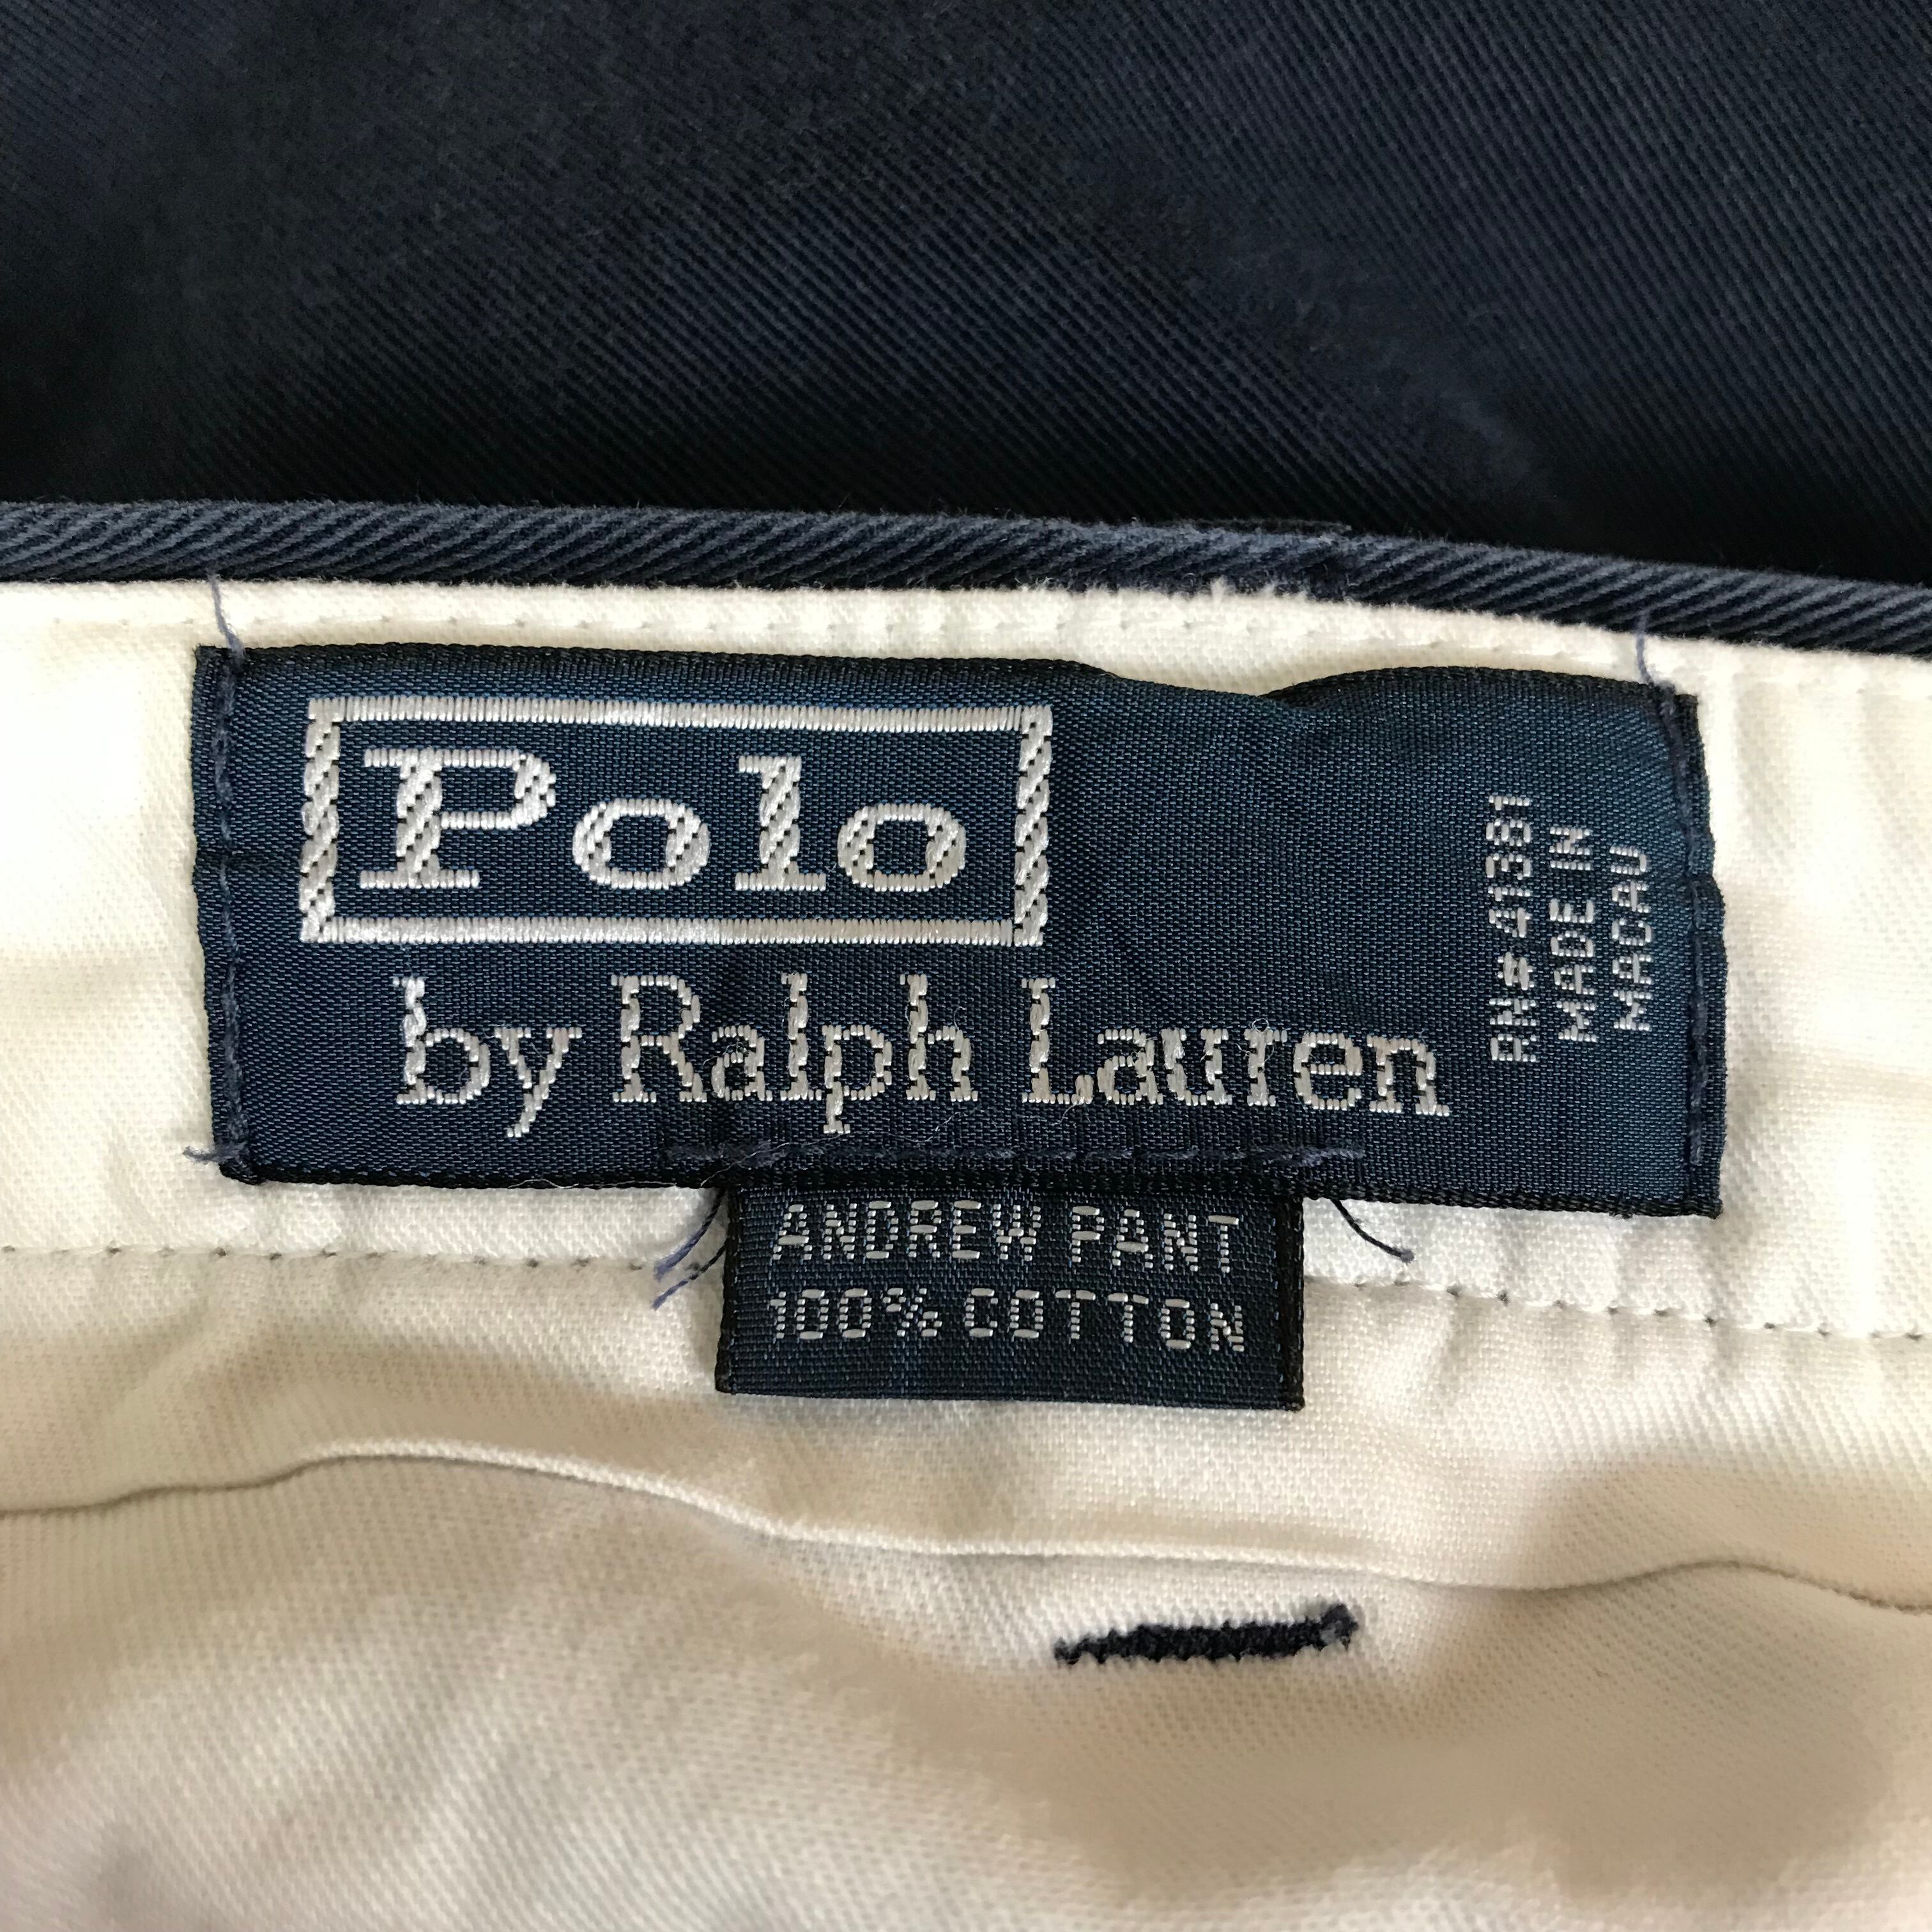 Polo
by Ralph Lauren
RN# 41381
MADE IN
MACAU
ANDREW PANT
100% COTTON